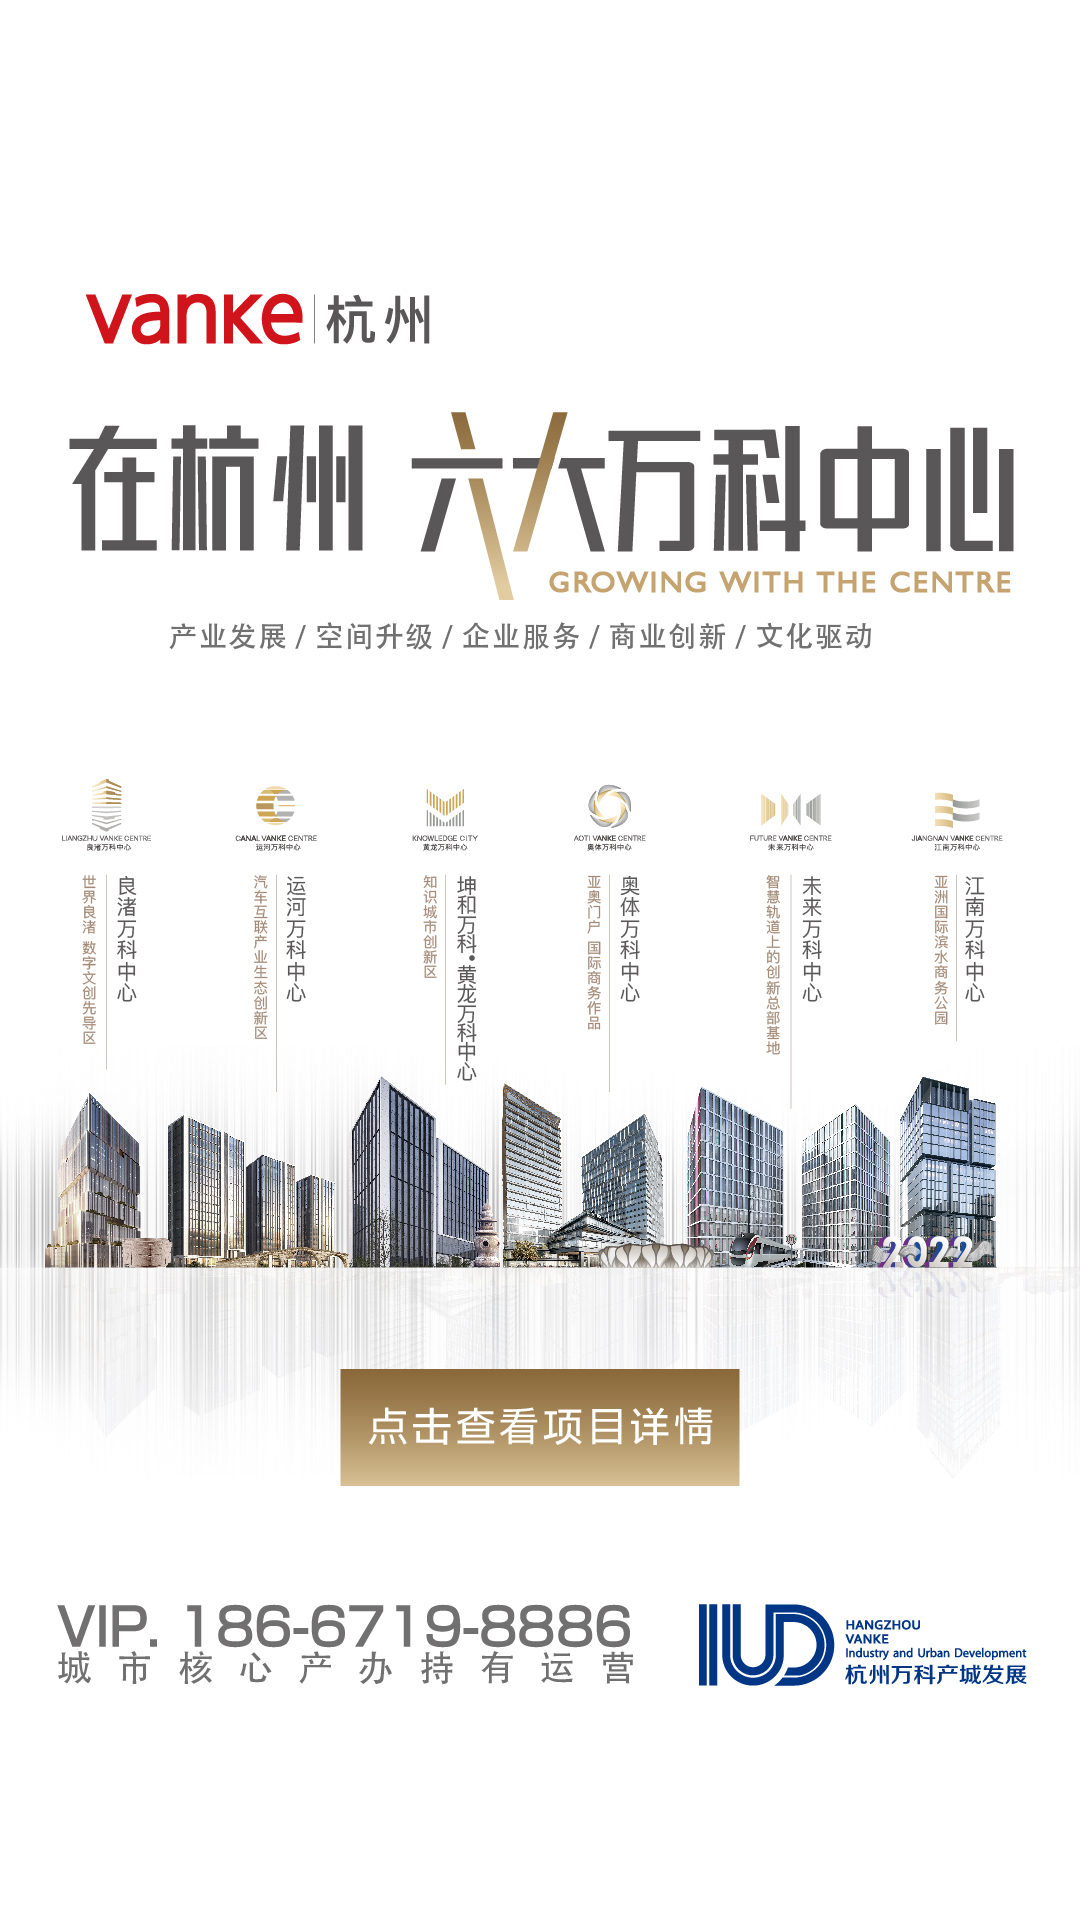 vanke 杭州
在杭州 六大万科中心
GROWING WITH THE CENTRE
产业发展 / 空间升级 / 企业服务 / 商业创新 / 文化驱动
LIANGZHU VANKE CENTRE
良渚万科中心
良渚万科中心
世界良渚 数字文创先导区
CANAL VANKE CENTRE
运河万科中心
运河万科中心
汽车互联产业生态创新区
KNOWLEDGE CITY
黄龙万科中心
坤和万科·黄龙万科中心
知识城市创新区
AOTI VANKE CENTRE
奥体万科中心
奥体万科中心
亚奥门户 国际商务作品
FUTURE VANKE CENTRE
未来万科中心
未来万科中心
智慧轨道上的创新总部基地
JIANGNAN VANKE CENTRE
江南万科中心
江南万科中心
亚洲国际滨水商务公园
2022
点击查看项目详情
VIP. 186-6719-8886
城市核心产办持有运营
IUD
HANGZHOU
VANKE
Industry and Urban Development
杭州万科产城发展